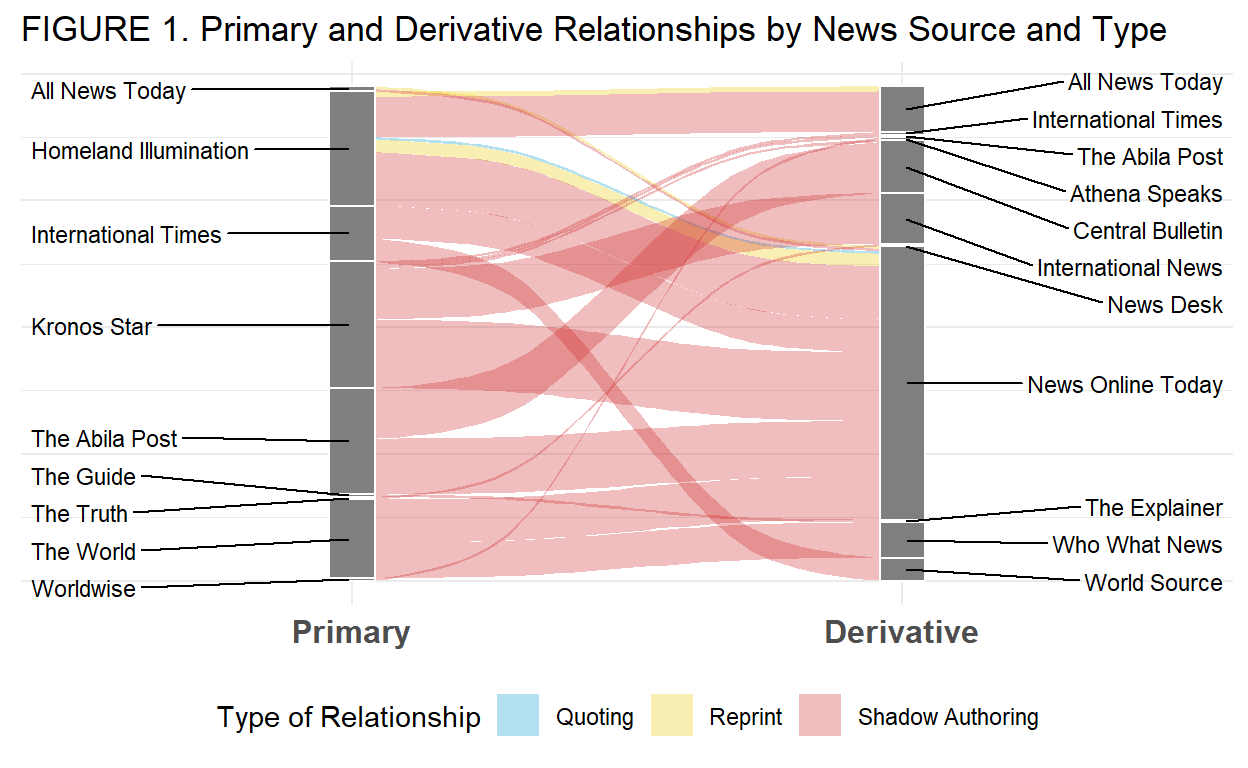 FIGURE 1. Primary and Derivative Relationships by News Source and Type
All News Today
Homeland Illumination
International Times
Kronos Star
The Abila Post
The Guide
The Truth
The World
Worldwise
All News Today
International Times
The Abila Post
Athena Speaks
Central Bulletin
International News
News Desk
News Online Today
The Explainer
Who What News
World Source
Primary
Derivative
Type of Relationship
Quoting
Reprint
Shadow Authoring